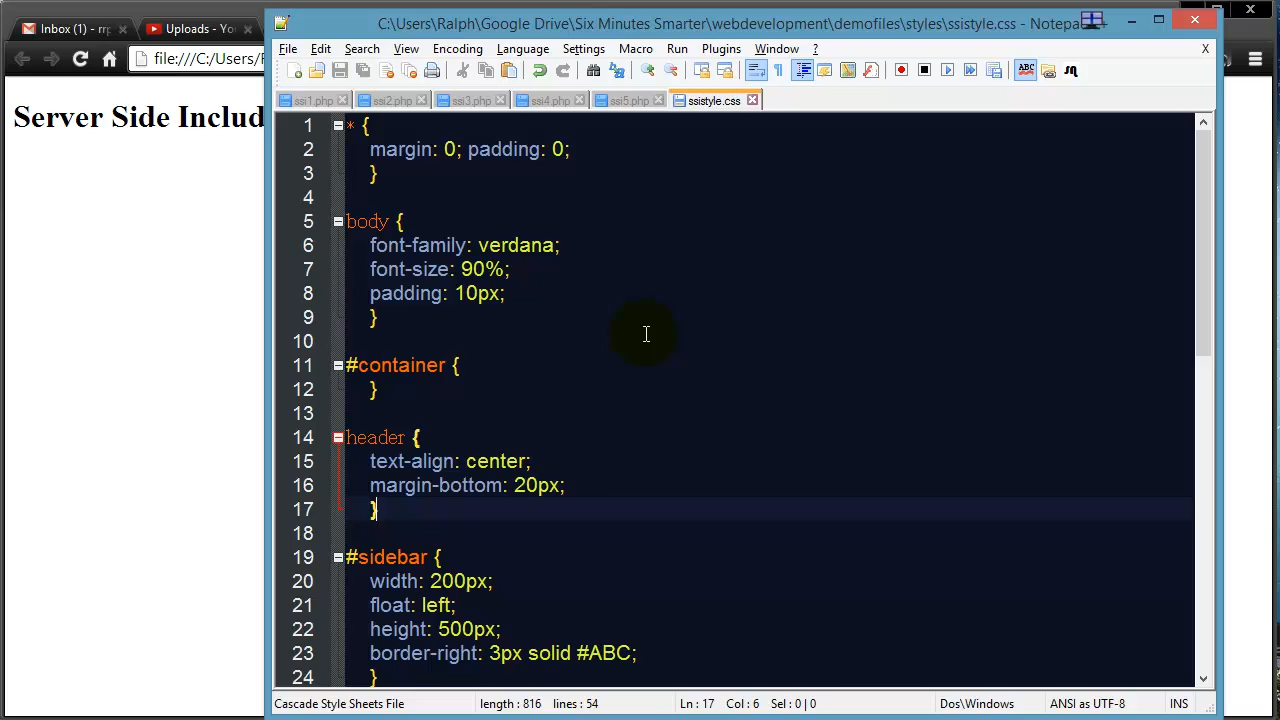 C:\Users\Ralph\Google Drive\Six Minutes Smarter\webdevelopment\demofiles\styles\ssistyle.css - Notepad++
Inbox (1) - rrp
Uploads - Yo
File Edit Search View Encoding Language Settings Macro Run Plugins Window ? X
file:///C:/Users/
ABC
ssi1.php ssi2.php ssi3.php ssi4.php ssi5.php ssistyle.css
Server Side Includ
1 * {
2 margin: 0; padding: 0;
3 }
4
5 body {
6 font-family: verdana;
7 font-size: 90%;
8 padding: 10px;
9 }
10
11 #container {
12 }
13
14 header {
15 text-align: center;
16 margin-bottom: 20px;
17 }
18
19 #sidebar {
20 width: 200px;
21 float: left;
22 height: 500px;
23 border-right: 3px solid #ABC;
24 }
Cascade Style Sheets File length : 816 lines : 54 Ln : 17 Col : 6 Sel : 0 | 0 Dos\Windows ANSI as UTF-8 INS